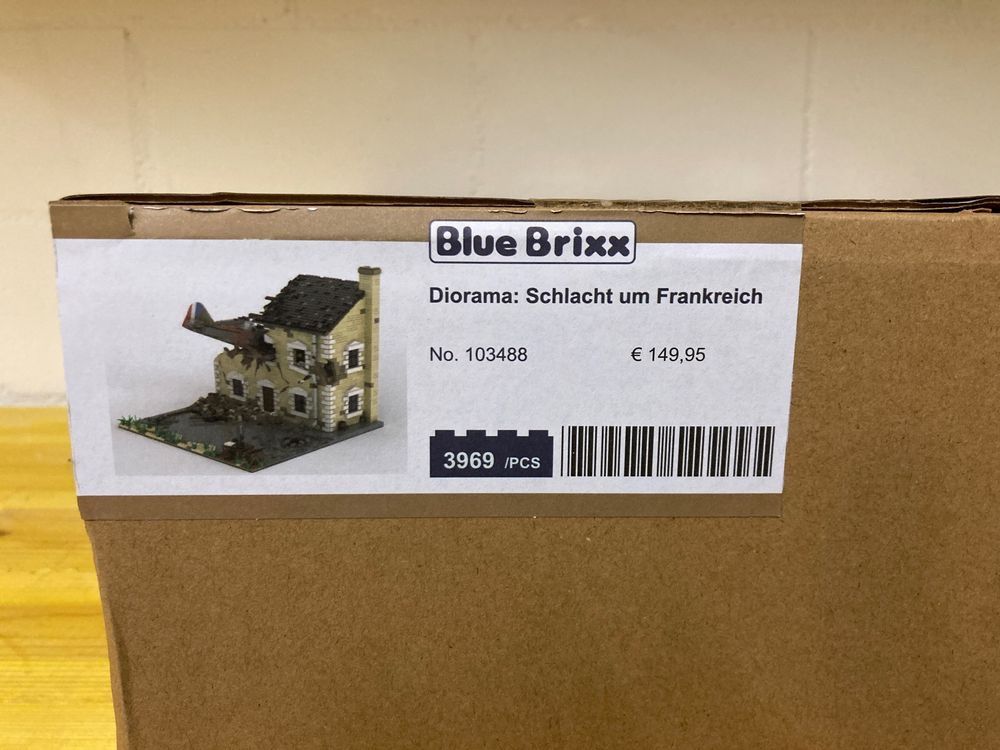 Blue Brixx
Diorama: Schlacht um Frankreich
No. 103488 € 149,95
3969 /PCS